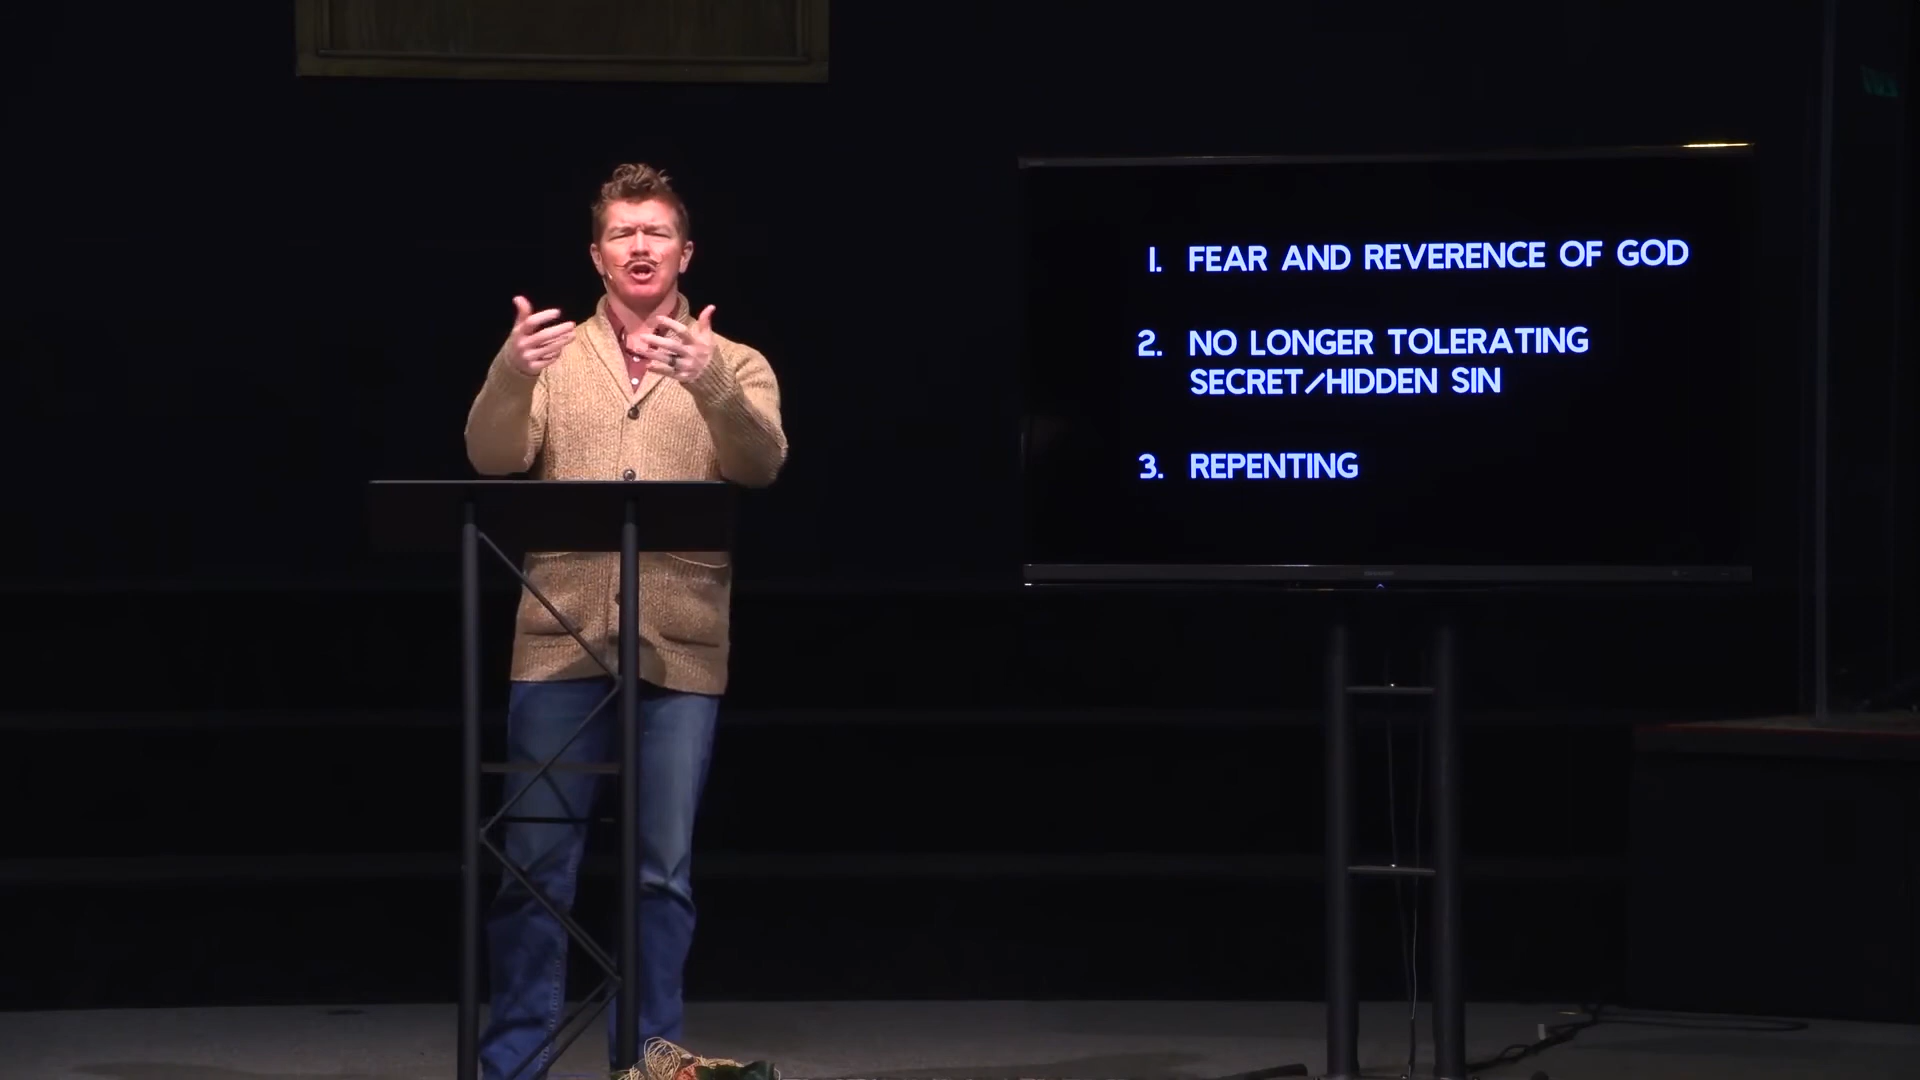 1. FEAR AND REVERENCE OF GOD
2. NO LONGER TOLERATING
SECRET/HIDDEN SIN
3. REPENTING